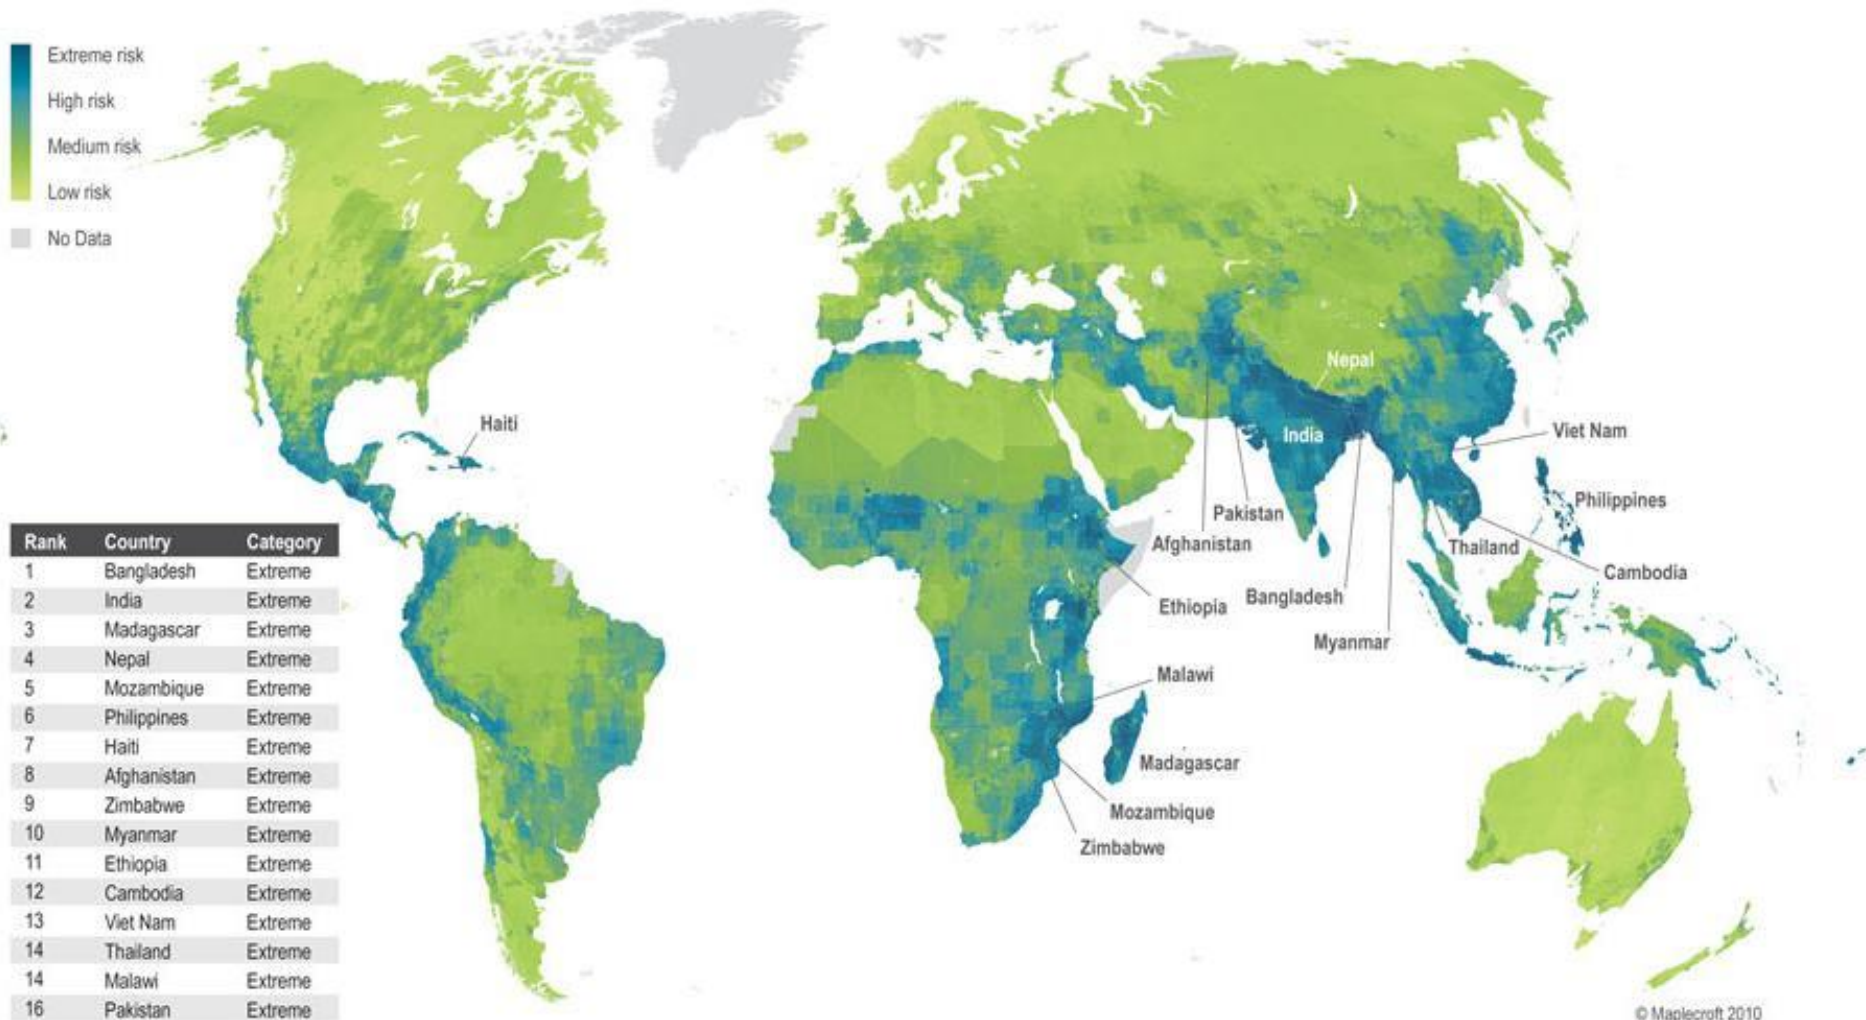 Extreme risk
High risk
Medium risk
Low risk
No Data
Haiti
Nepal
India
Viet Nam
Philippines
Pakistan
Afghanistan
Thailand
Cambodia
Ethiopia
Bangladesh
Myanmar
Malawi
Madagascar
Mozambique
Zimbabwe
Rank Country Category
1 Bangladesh Extreme
2 India Extreme
3 Madagascar Extreme
4 Nepal Extreme
5 Mozambique Extreme
6 Philippines Extreme
7 Haiti Extreme
8 Afghanistan Extreme
9 Zimbabwe Extreme
10 Myanmar Extreme
11 Ethiopia Extreme
12 Cambodia Extreme
13 Viet Nam Extreme
14 Thailand Extreme
14 Malawi Extreme
16 Pakistan Extreme
© Maplecroft 2010